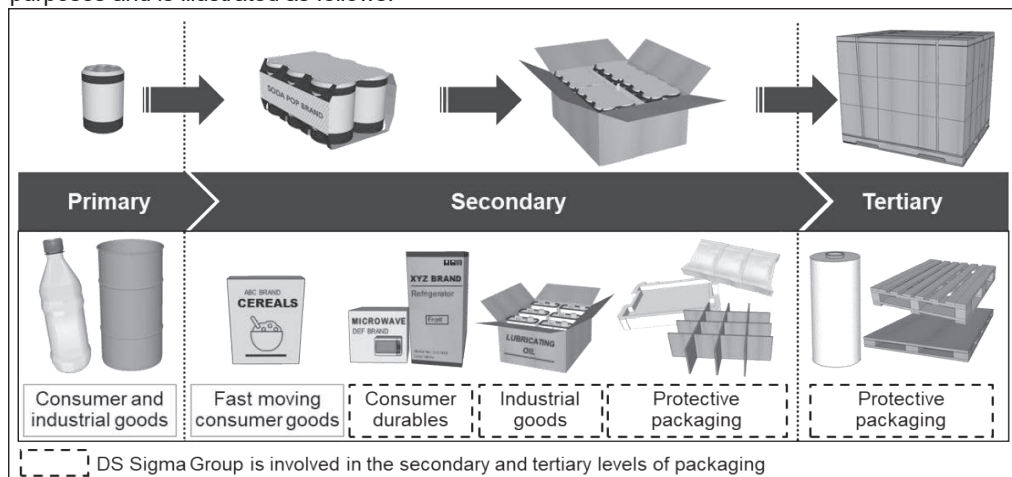 purposes and is illustrated as follows:
SODA POP BRAND
Primary
Secondary
Tertiary
ABC BRAND
CEREALS
MICROWAVE
DEF BRAND
XYZ BRAND
Refrigerator
LUBRICATING
OIL
Consumer and
industrial goods
Fast moving
consumer goods
Consumer
durables
Industrial
goods
Protective
packaging
Protective
packaging
DS Sigma Group is involved in the secondary and tertiary levels of packaging